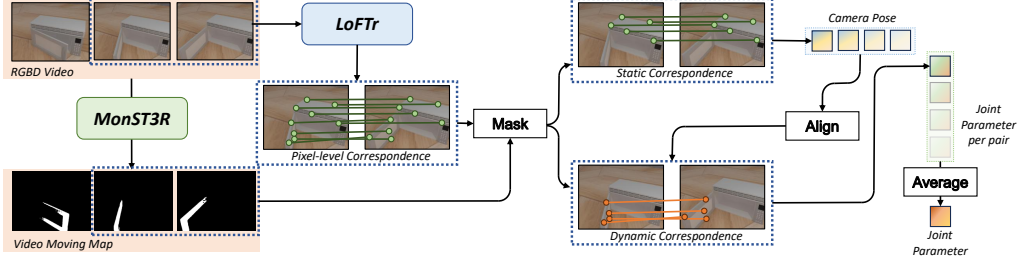 RGBD Video
LoFTr
MonST3R
Pixel-level Correspondence
Video Moving Map
Mask
Static Correspondence
Camera Pose
Align
Dynamic Correspondence
Joint
Parameter
per pair
Average
Joint
Parameter